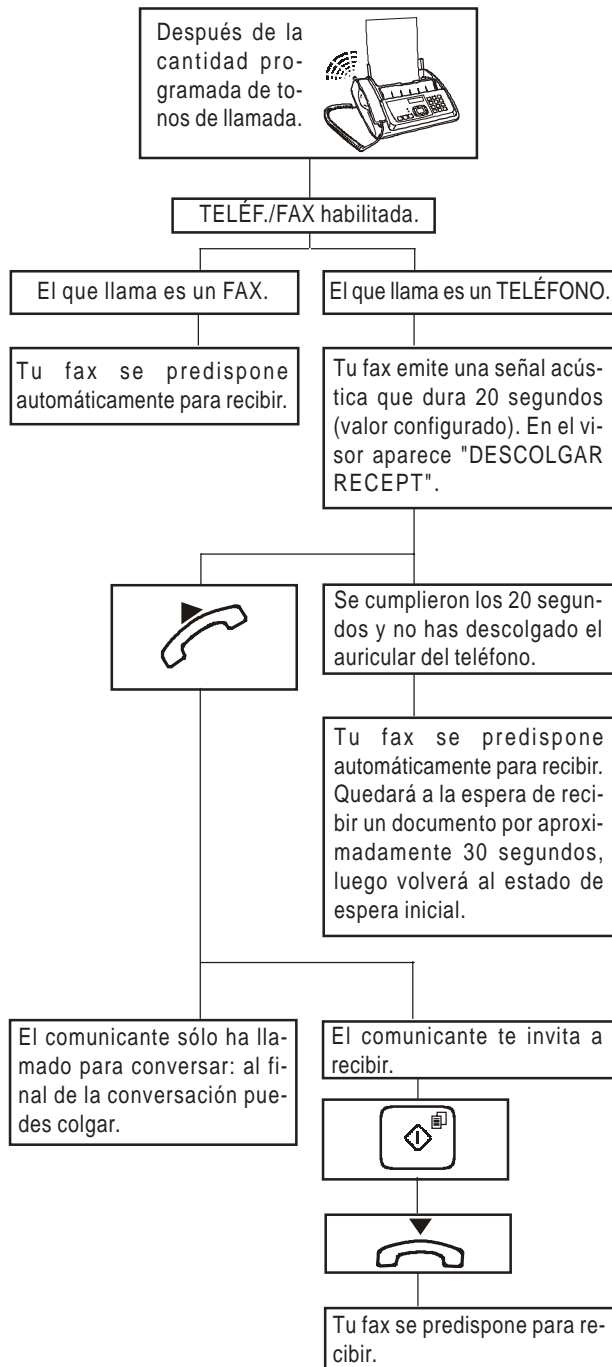 Después de la
cantidad pro-
gramada de to-
nos de llamada.
TELÉF./FAX habilitada.
El que llama es un FAX.
El que llama es un TELÉFONO.
Tu fax se predispone
automáticamente para recibir.
Tu fax emite una señal acús-
tica que dura 20 segundos
(valor configurado). En el vi-
sor aparece "DESCOLGAR
RECEPT".
Se cumplieron los 20 segun-
dos y no has descolgado el
auricular del teléfono.
Tu fax se predispone
automáticamente para recibir.
Quedará a la espera de reci-
bir un documento por aproxi-
madamente 30 segundos,
luego volverá al estado de
espera inicial.
El comunicante sólo ha lla-
mado para conversar: al fi-
nal de la conversación pue-
des colgar.
El comunicante te invita a
recibir.
Tu fax se predispone para re-
cibir.